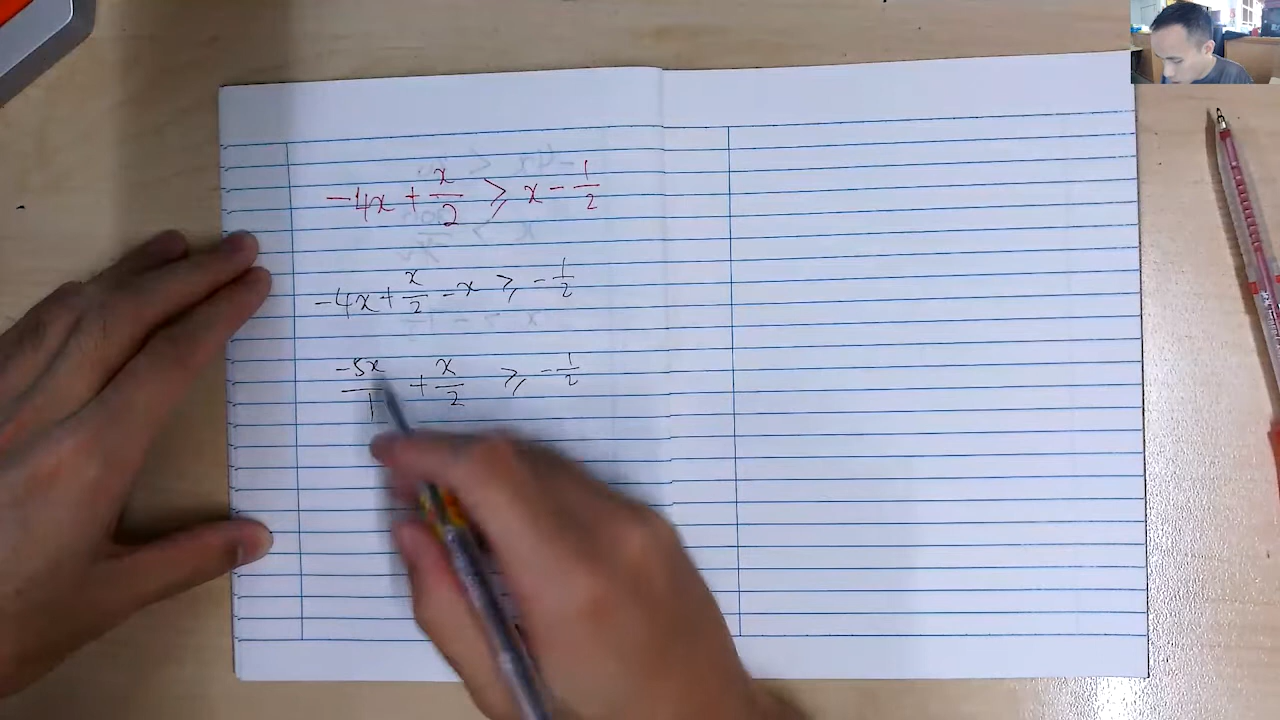 -4x + x/2 ⩾ x - 1/2
-4x + x/2 - x ⩾ -1/2
-5x/1 + x/2 ⩾ -1/2